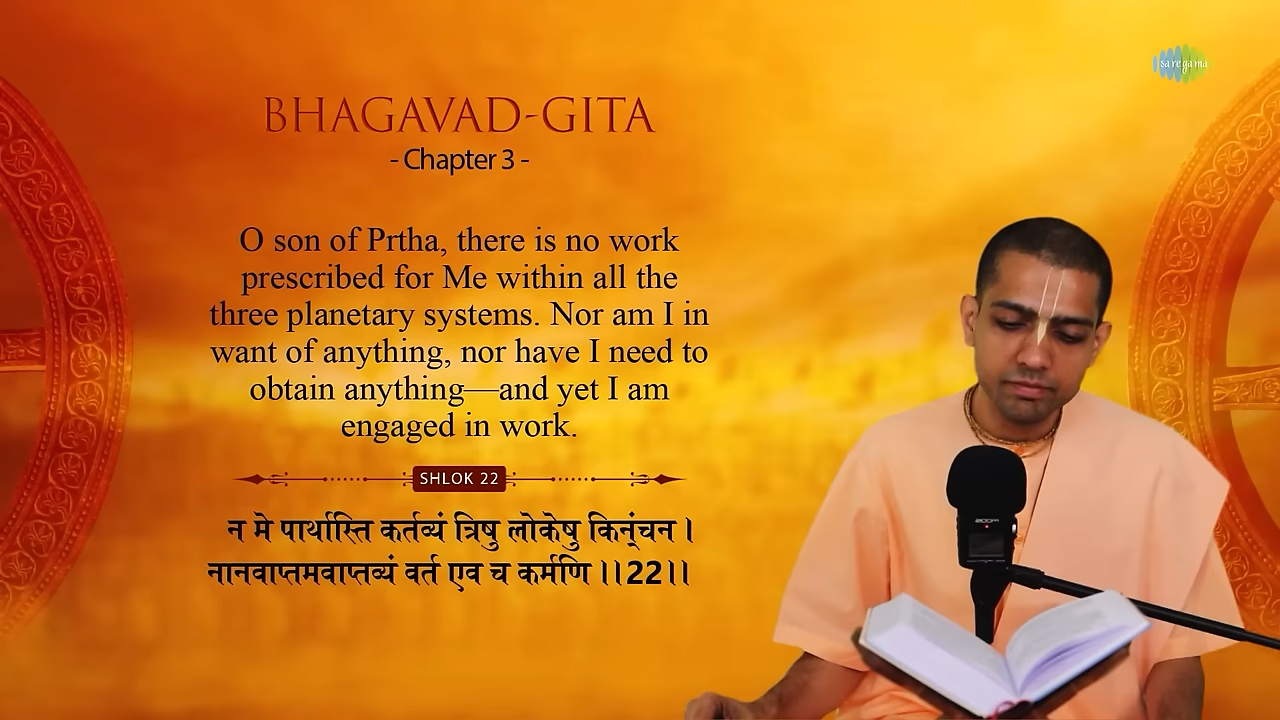 saregama
BHAGAVAD-GITA
- Chapter 3 -
O son of Prtha, there is no work
prescribed for Me within all the
three planetary systems. Nor am I in
want of anything, nor have I need to
obtain anything—and yet I am
engaged in work.
SHLOK 22
न मे पार्थास्ति कर्तव्यं त्रिषु लोकेषु किन्ंचन ।
नानवाप्तमवाप्तव्यं वर्त एव च कर्मणि ।।22।।
zoom